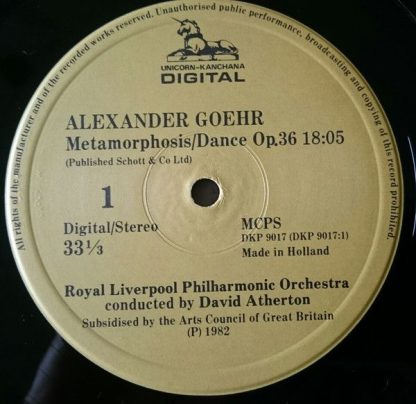 All rights of the manufacturer and of the recorded works reserved. Unauthorised public performance, broadcasting and copying of this record prohibited.
UNICORN-KANCHANA
DIGITAL
ALEXANDER GOEHR
Metamorphosis/Dance Op.36 18:05
(Published Schott & Co Ltd)
1
Digital/Stereo
33 1/3
MCPS
DKP 9017 (DKP 9017:1)
Made in Holland
Royal Liverpool Philharmonic Orchestra
conducted by David Atherton
Subsidised by the Arts Council of Great Britain
(P) 1982